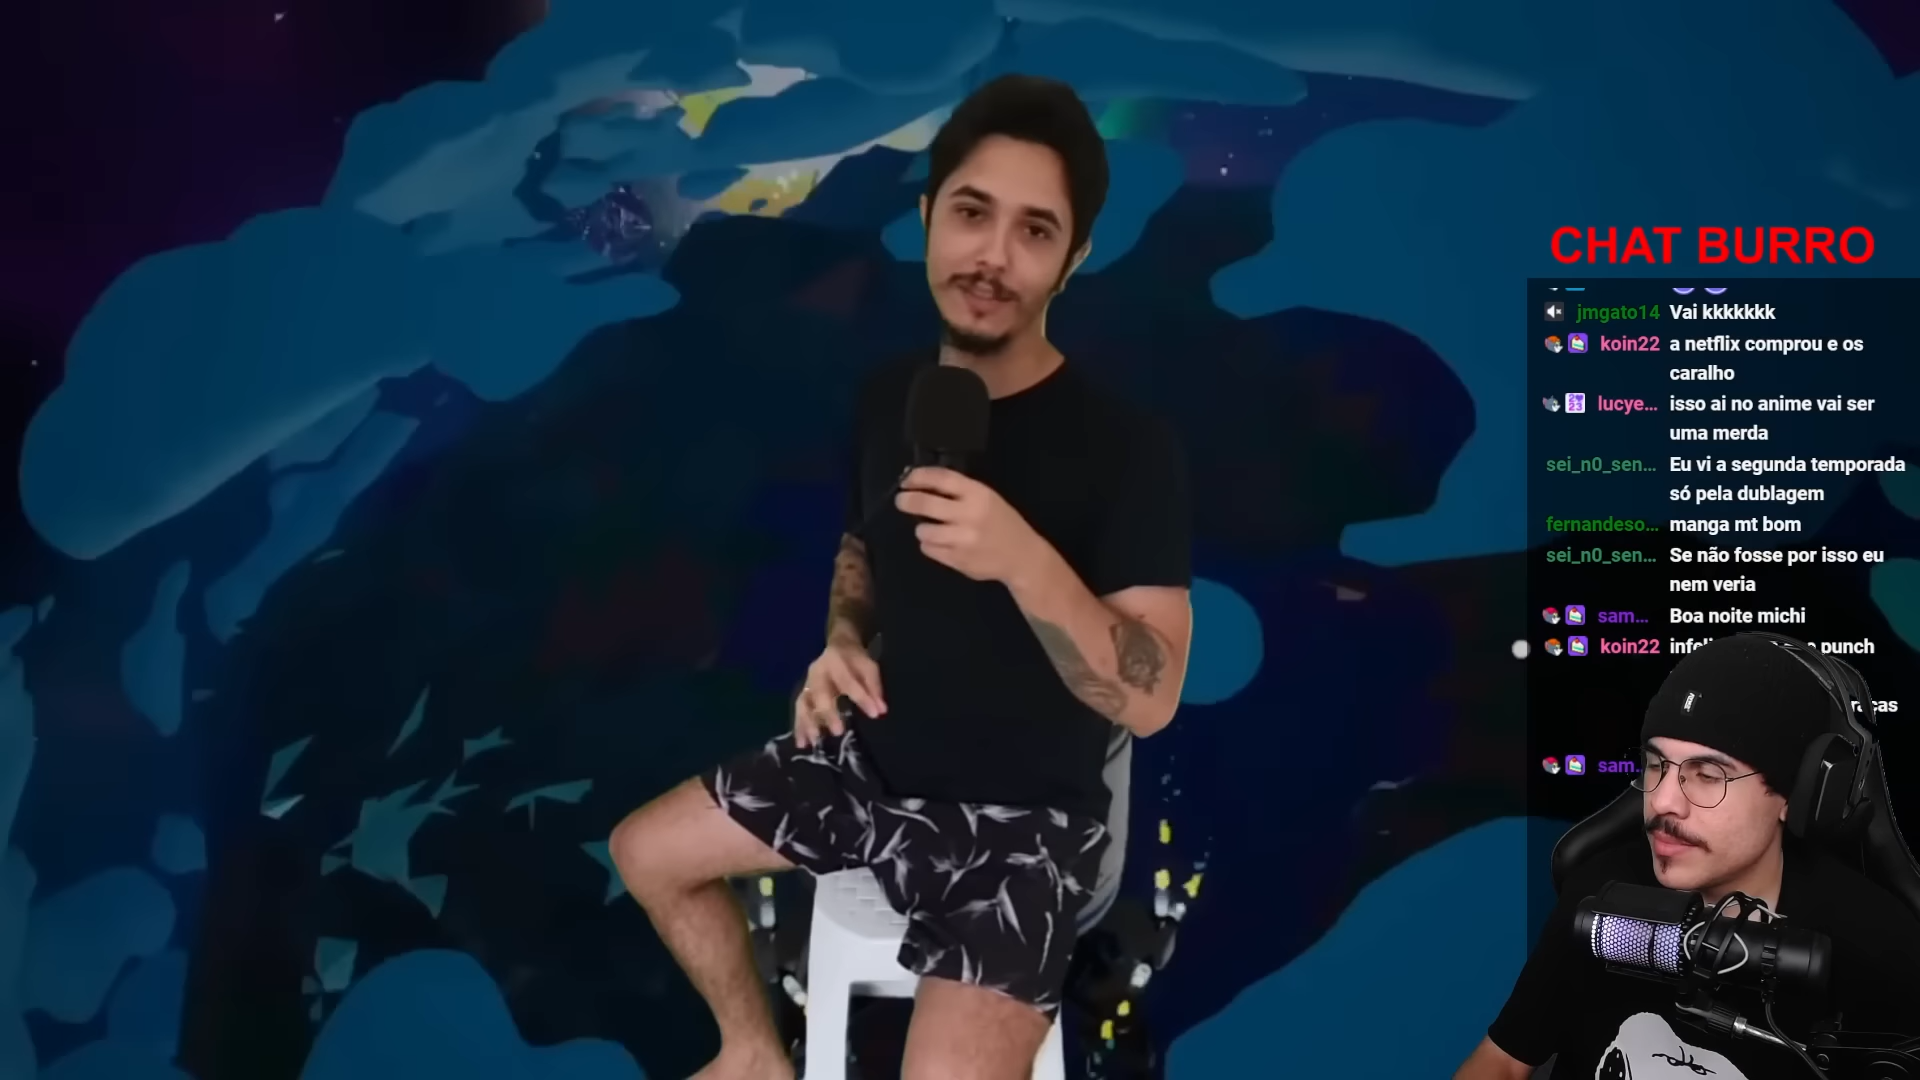 CHAT BURRO
jmgato14 Vai kkkkkkk
koin22 a netflix comprou e os
caralho
lucye... isso ai no anime vai ser
uma merda
sei_n0_sen... Eu vi a segunda temporada
só pela dublagem
fernandeso... manga mt bom
sei_n0_sen... Se não fosse por isso eu
nem veria
sam... Boa noite michi
koin22 punch
sam...